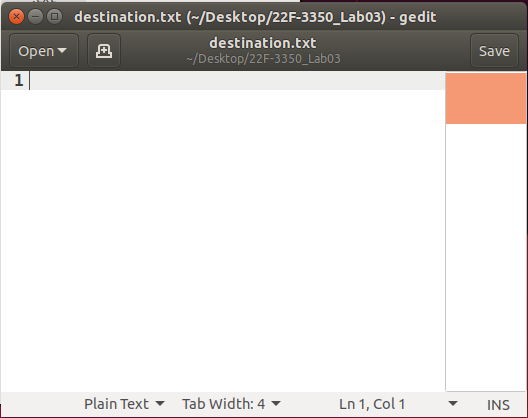 destination.txt (~/Desktop/22F-3350_Lab03) - gedit
Open
destination.txt
~/Desktop/22F-3350_Lab03
Save
1
Plain Text Tab Width: 4 Ln 1, Col 1 INS